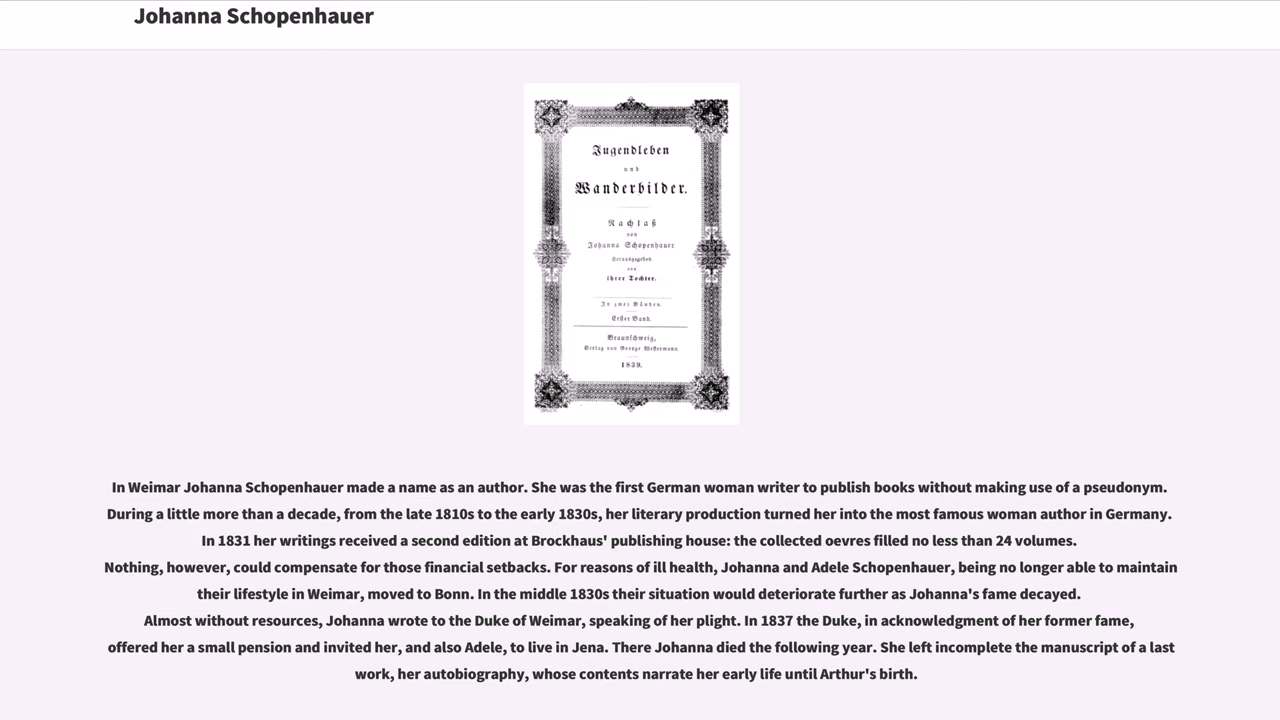 Johanna Schopenhauer
Jugendleben
und
Wanderbilder.
Nachlaß
von
Johanna Schopenhauer.
Herausgegeben
von
ihrer Tochter.
In zwei Bänden.
Erster Band.
Braunschweig,
Verlag von George Westermann.
1839.
In Weimar Johanna Schopenhauer made a name as an author. She was the first German woman writer to publish books without making use of a pseudonym.
During a little more than a decade, from the late 1810s to the early 1830s, her literary production turned her into the most famous woman author in Germany.
In 1831 her writings received a second edition at Brockhaus' publishing house: the collected oevres filled no less than 24 volumes.
Nothing, however, could compensate for those financial setbacks. For reasons of ill health, Johanna and Adele Schopenhauer, being no longer able to maintain
their lifestyle in Weimar, moved to Bonn. In the middle 1830s their situation would deteriorate further as Johanna's fame decayed.
Almost without resources, Johanna wrote to the Duke of Weimar, speaking of her plight. In 1837 the Duke, in acknowledgment of her former fame,
offered her a small pension and invited her, and also Adele, to live in Jena. There Johanna died the following year. She left incomplete the manuscript of a last
work, her autobiography, whose contents narrate her early life until Arthur's birth.